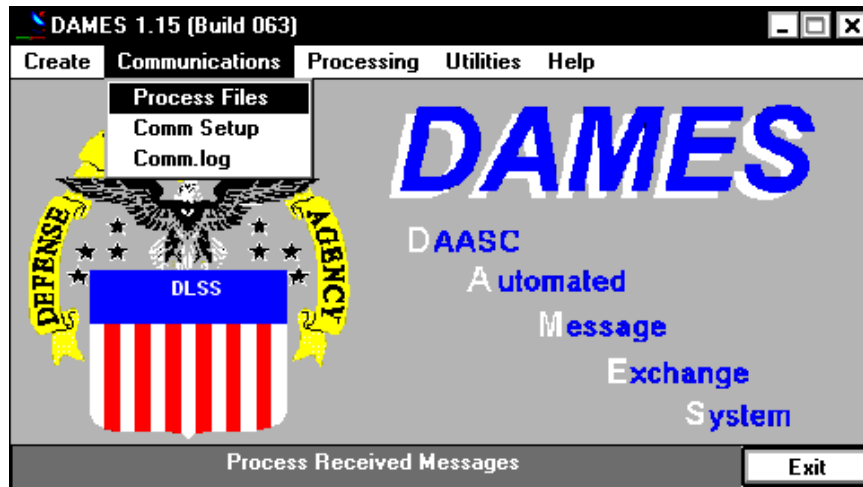 DAMES 1.15 (Build 063)
Create Communications Processing Utilities Help
Process Files
Comm Setup
Comm.log
DAMES
DEFENSE
AGENCY
DLSS
DAASC
Automated
Message
Exchange
System
Process Received Messages
Exit